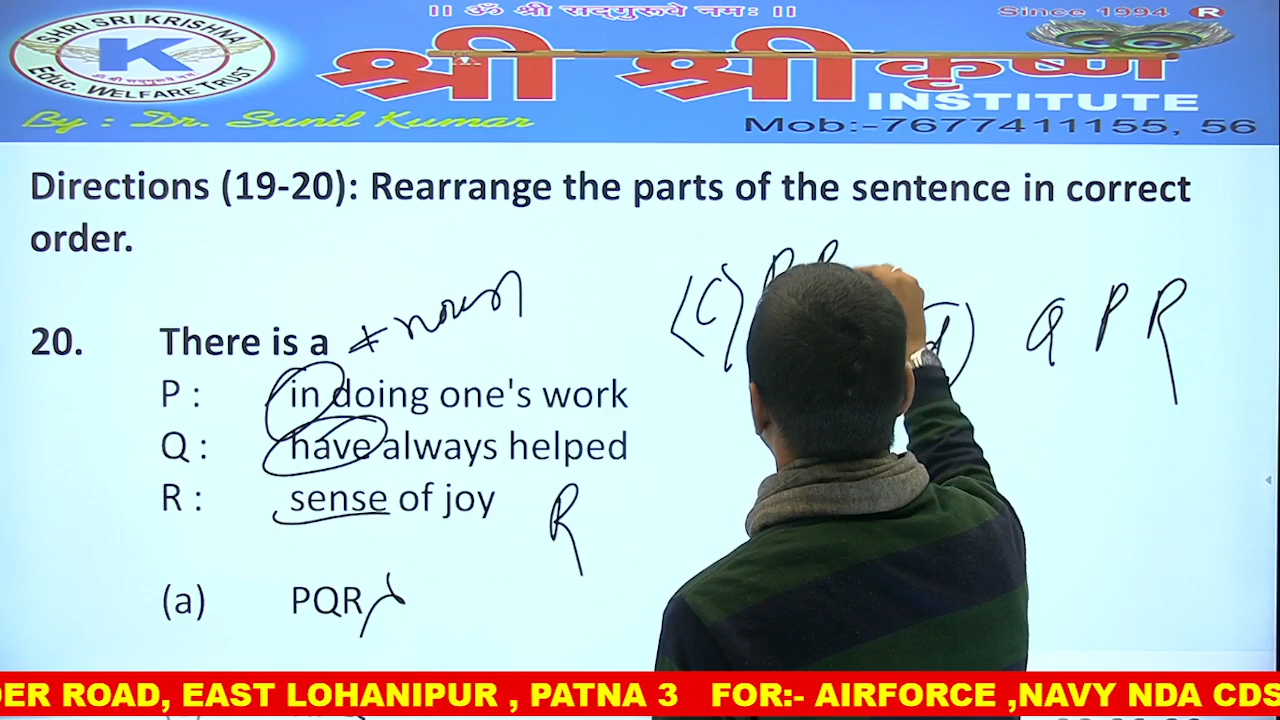 || ॐ श्री सद्गुरूवे नमः ||
Since 1994 R
SHRI SRI KRISHNA
K
EDUC. WELFARE TRUST
श्री श्री कृष्ण
INSTITUTE
By : Dr. Sunil Kumar
Mob:-7677411155, 56
Directions (19-20): Rearrange the parts of the sentence in correct
order.
20. There is a + noun
P : in doing one's work
Q : have always helped
R : sense of joy R
(c)
Q P R
(a) PQR
DER ROAD, EAST LOHANIPUR , PATNA 3 FOR:- AIRFORCE ,NAVY NDA CDS